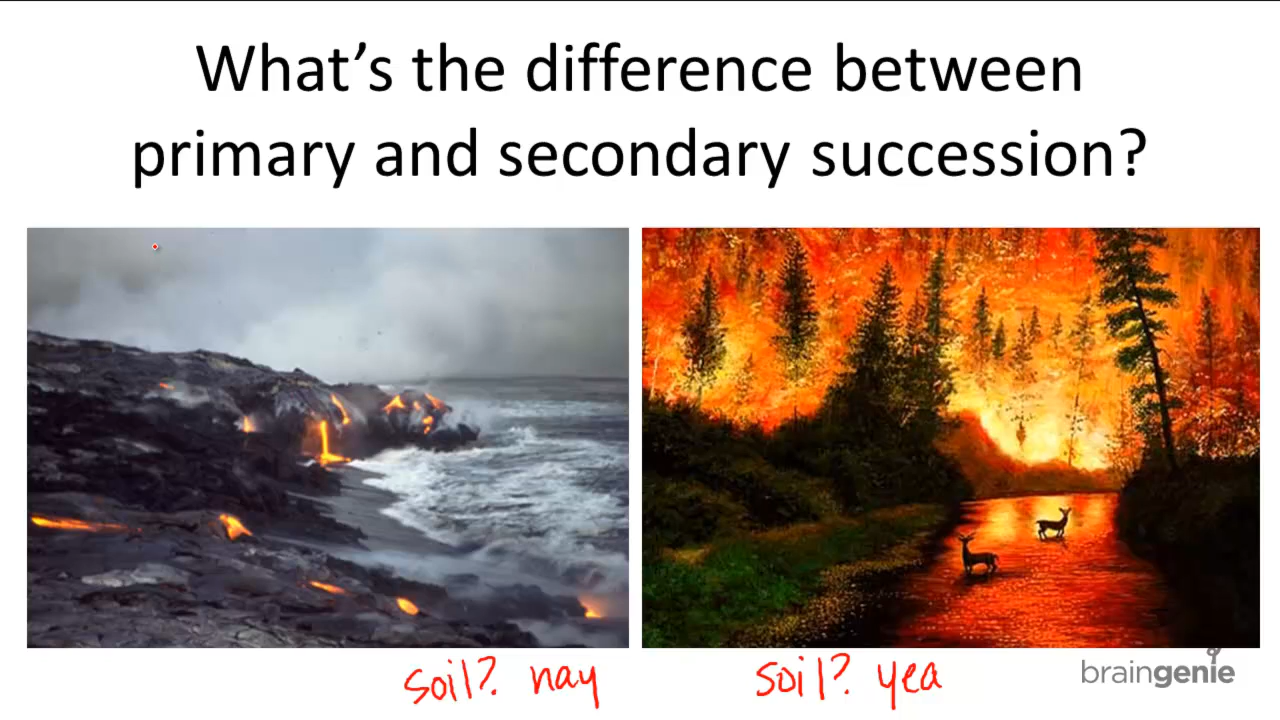 What’s the difference between
primary and secondary succession?
soil? nay
soil? yea
braingenie